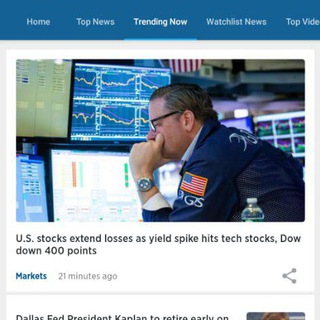 Home Top News Trending Now Watchlist News Top Vide
GS
U.S. stocks extend losses as yield spike hits tech stocks, Dow
down 400 points
Markets 21 minutes ago
Dallas Fed President Kaplan to retire early on